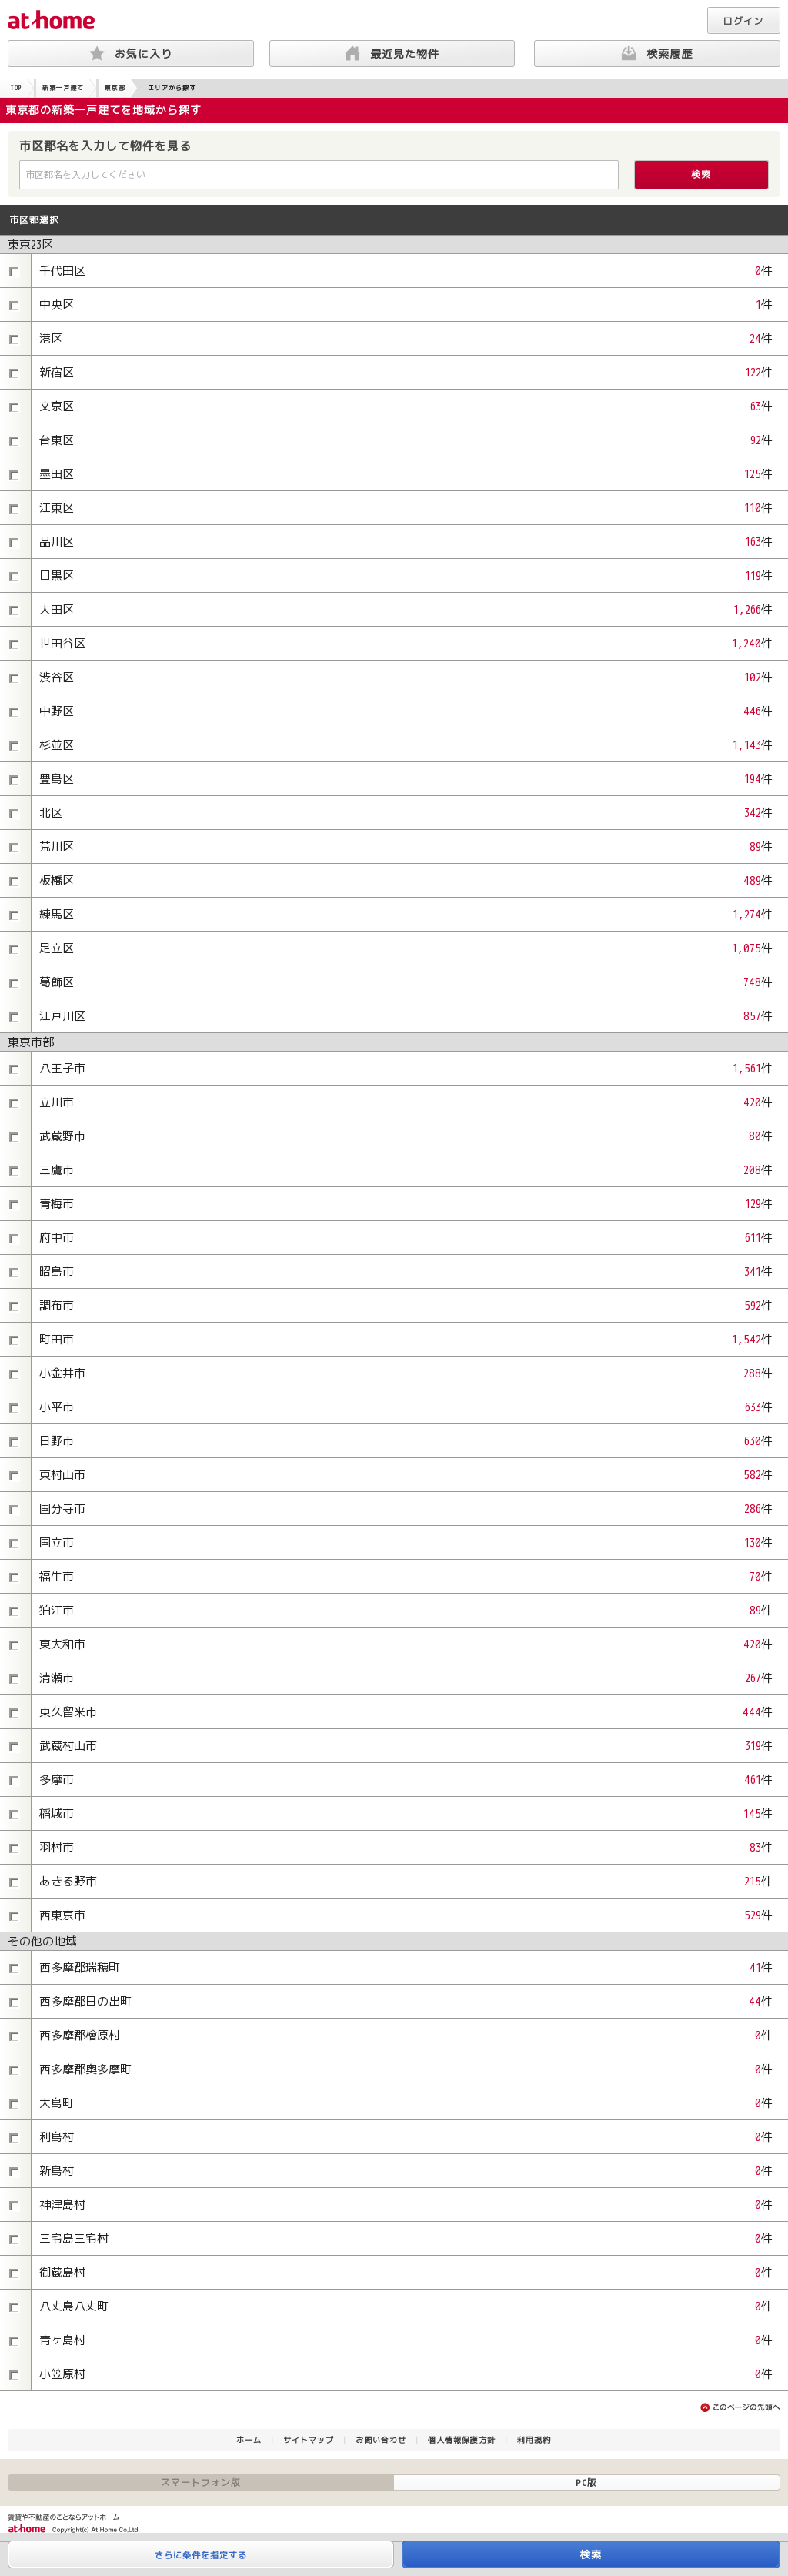 at home
ログイン
お気に入り
最近見た物件
検索履歴
TOP 新築一戸建て 東京都 エリアから探す
東京都の新築一戸建てを地域から探す
市区郡名を入力して物件を見る
市区郡名を入力してください 検索
市区郡選択
東京23区
千代田区 0件
中央区 1件
港区 24件
新宿区 122件
文京区 63件
台東区 92件
墨田区 125件
江東区 110件
品川区 163件
目黒区 119件
大田区 1,266件
世田谷区 1,240件
渋谷区 102件
中野区 446件
杉並区 1,143件
豊島区 194件
北区 342件
荒川区 89件
板橋区 489件
練馬区 1,274件
足立区 1,075件
葛飾区 748件
江戸川区 857件
東京市部
八王子市 1,561件
立川市 420件
武蔵野市 80件
三鷹市 208件
青梅市 129件
府中市 611件
昭島市 341件
調布市 592件
町田市 1,542件
小金井市 288件
小平市 633件
日野市 630件
東村山市 582件
国分寺市 286件
国立市 130件
福生市 70件
狛江市 89件
東大和市 420件
清瀬市 267件
東久留米市 444件
武蔵村山市 319件
多摩市 461件
稲城市 145件
羽村市 83件
あきる野市 215件
西東京市 529件
その他の地域
西多摩郡瑞穂町 41件
西多摩郡日の出町 44件
西多摩郡檜原村 0件
西多摩郡奥多摩町 0件
大島町 0件
利島村 0件
新島村 0件
神津島村 0件
三宅島三宅村 0件
御蔵島村 0件
八丈島八丈町 0件
青ヶ島村 0件
小笠原村 0件
このページの先頭へ
ホーム | サイトマップ | お問い合わせ | 個人情報保護方針 | 利用規約
スマートフォン版 PC版
賃貸や不動産のことならアットホーム
at home Copyright(c) At Home Co.,Ltd.
さらに条件を指定する 検索